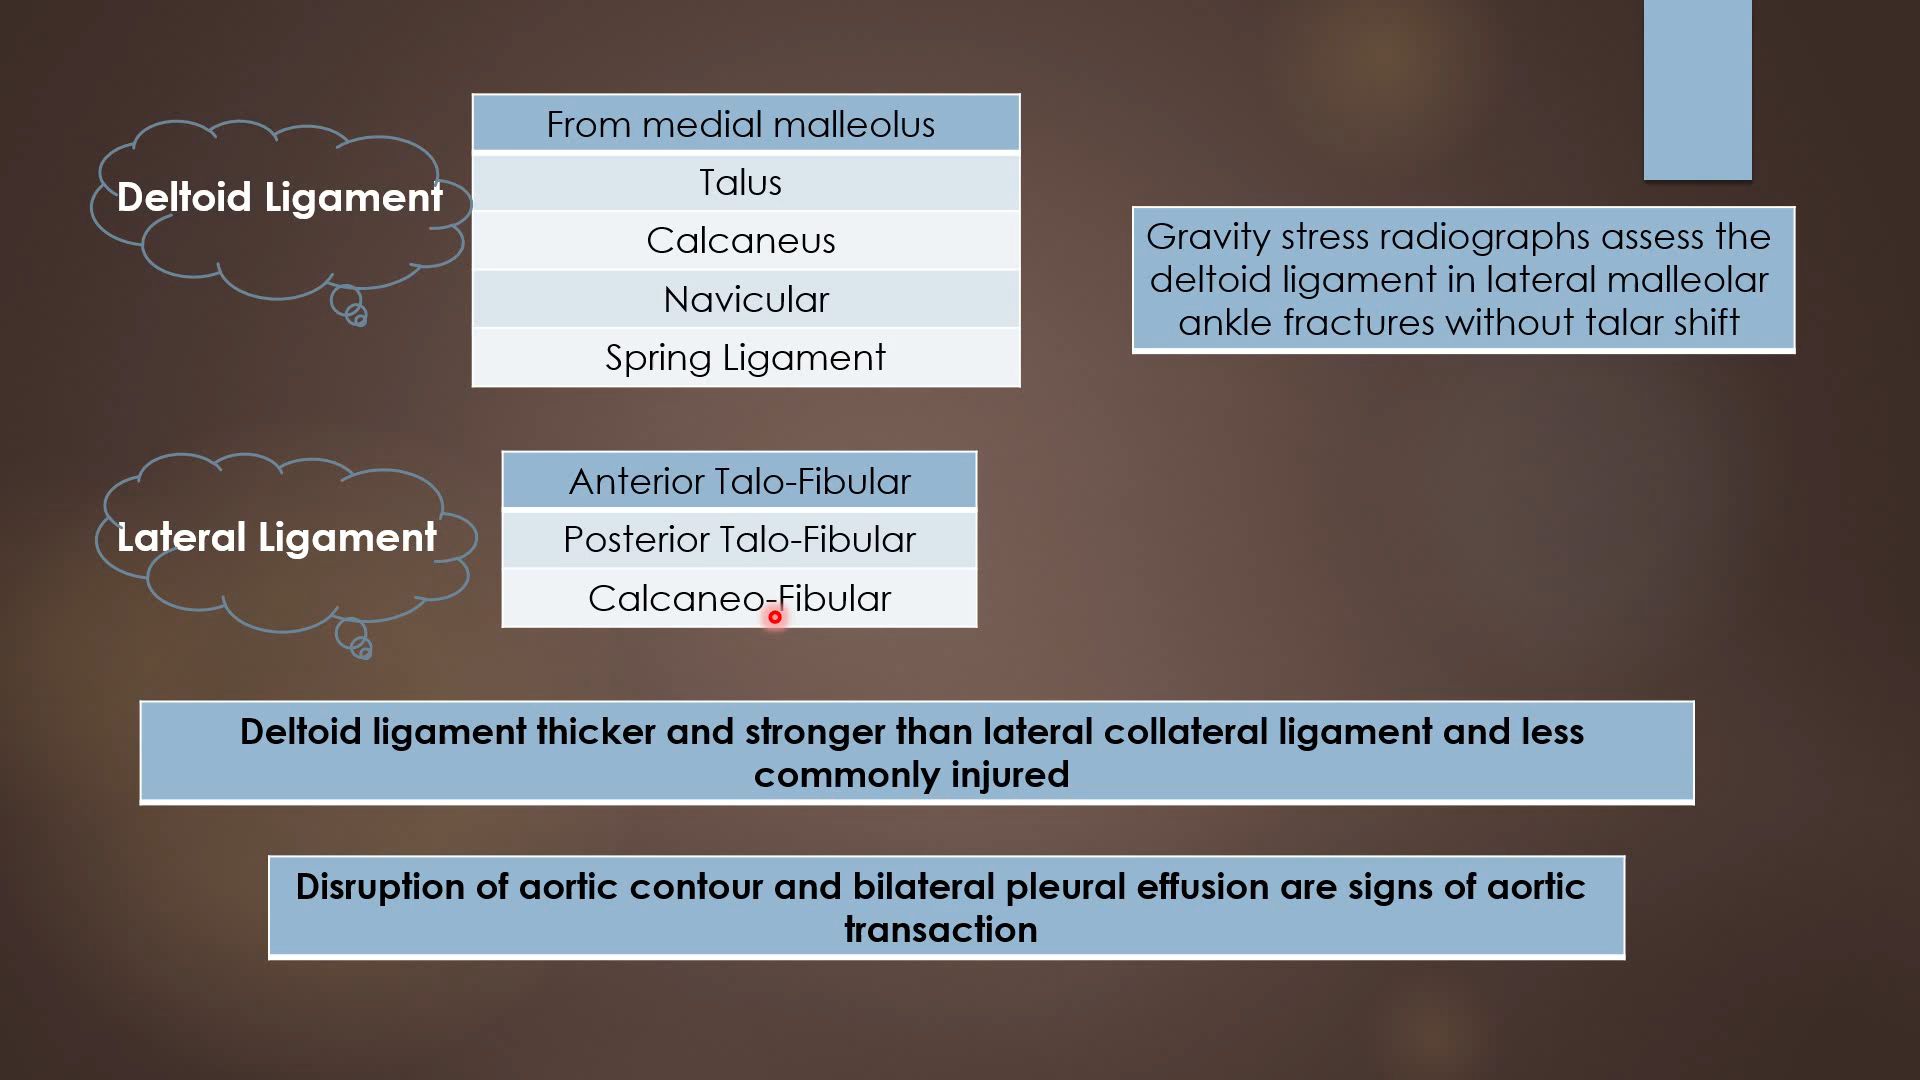 Deltoid Ligament
From medial malleolus
Talus
Calcaneus
Navicular
Spring Ligament
Gravity stress radiographs assess the
deltoid ligament in lateral malleolar
ankle fractures without talar shift
Lateral Ligament
Anterior Talo-Fibular
Posterior Talo-Fibular
Calcaneo-Fibular
Deltoid ligament thicker and stronger than lateral collateral ligament and less
commonly injured
Disruption of aortic contour and bilateral pleural effusion are signs of aortic
transaction